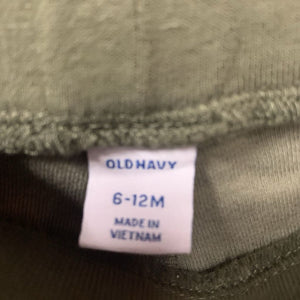 OLD NAVY
6-12M
MADE IN
VIETNAM